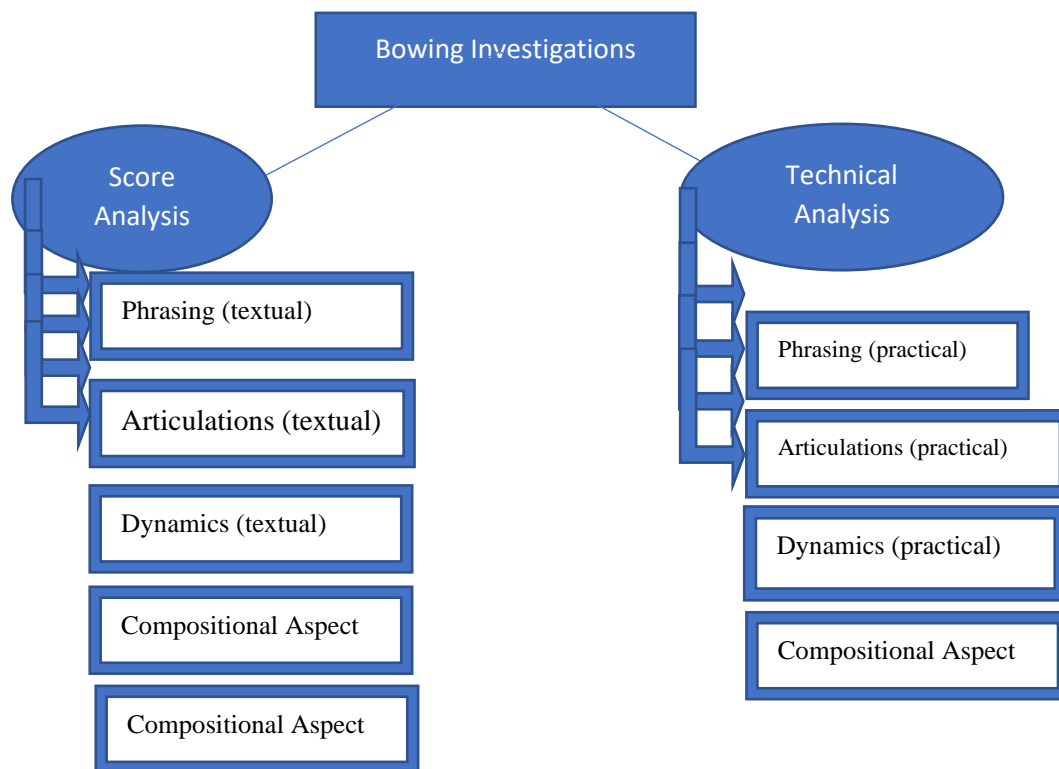 Bowing Investigations
Score
Analysis
Technical
Analysis
Phrasing (textual)
Articulations (textual)
Dynamics (textual)
Compositional Aspect
Compositional Aspect
Phrasing (practical)
Articulations (practical)
Dynamics (practical)
Compositional Aspect